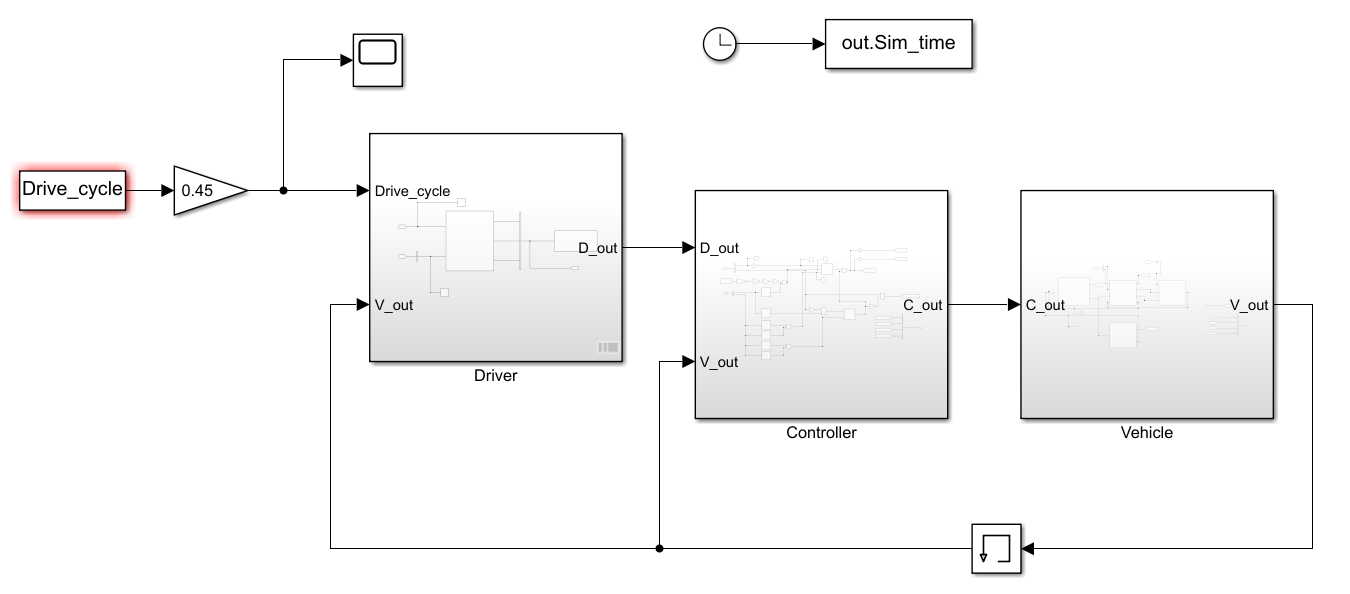 out.Sim_time
Drive_cycle
0.45
Drive_cycle
D_out
V_out
Driver
D_out
V_out
C_out
Controller
C_out
V_out
Vehicle